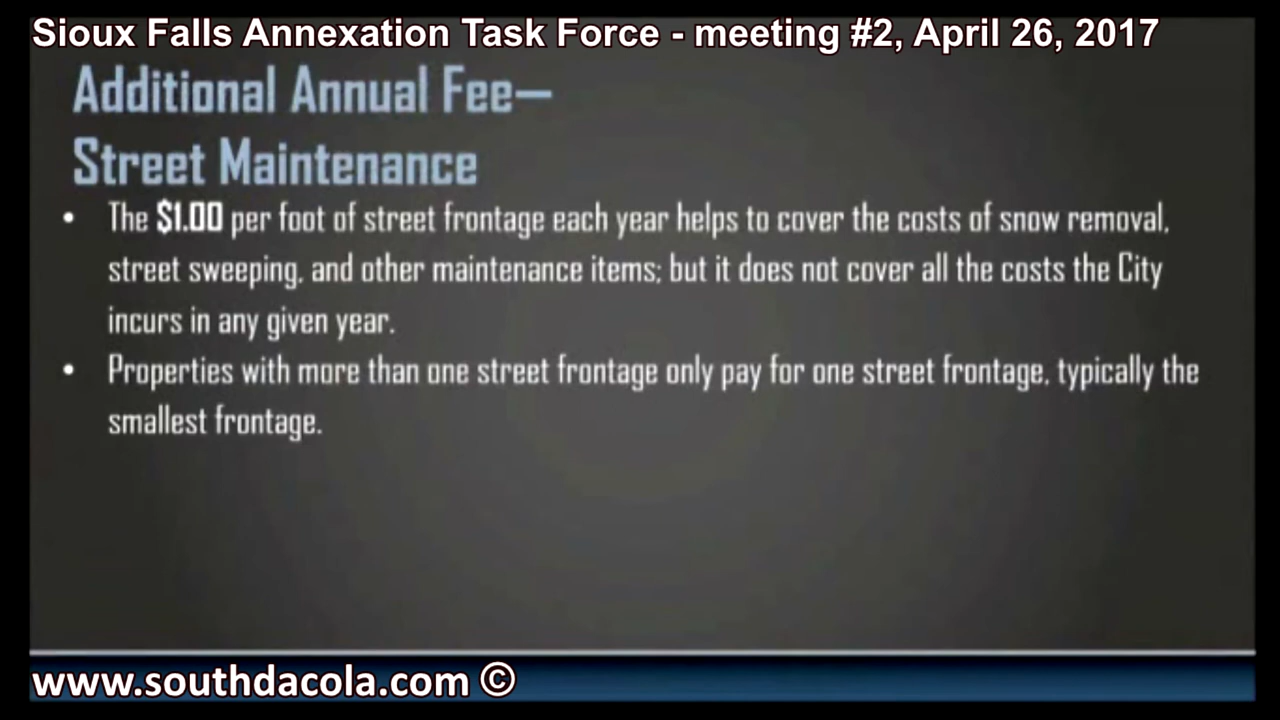 Sioux Falls Annexation Task Force - meeting #2, April 26, 2017
Additional Annual Fee—
Street Maintenance
• The $1.00 per foot of street frontage each year helps to cover the costs of snow removal,
street sweeping, and other maintenance items; but it does not cover all the costs the City
incurs in any given year.
• Properties with more than one street frontage only pay for one street frontage, typically the
smallest frontage.
www.southdacola.com ©